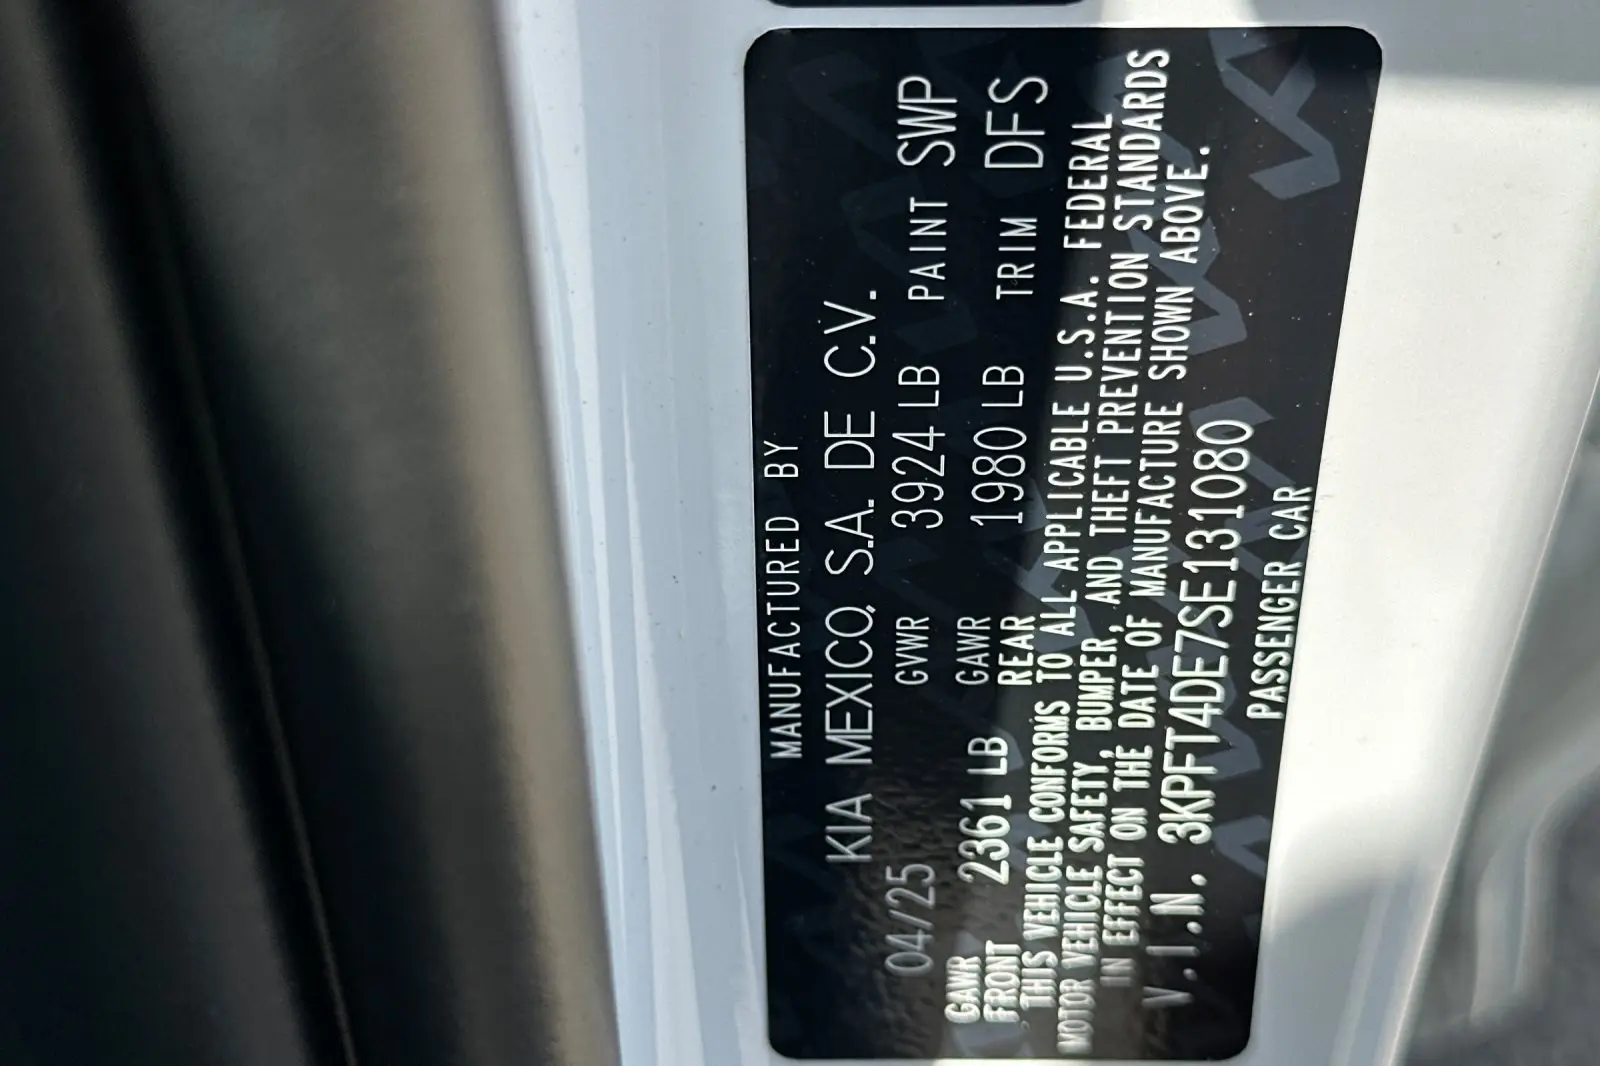 MANUFACTURED BY
KIA MEXICO, S.A. DE C.V.
04/25 GVWR 3924 LB PAINT SWP
GAWR FRONT 2361 LB GAWR REAR 1980 LB TRIM DFS
THIS VEHICLE CONFORMS TO ALL APPLICABLE U.S.A. FEDERAL
MOTOR VEHICLE SAFETY, BUMPER, AND THEFT PREVENTION STANDARDS
IN EFFECT ON THE DATE OF MANUFACTURE SHOWN ABOVE.
V.I.N. 3KPFT4DE7SE131080
PASSENGER CAR